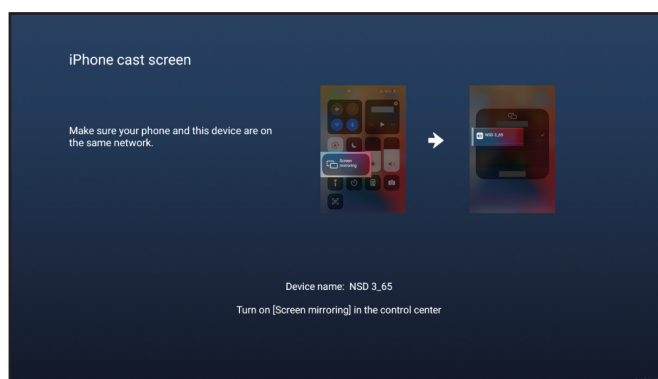 iPhone cast screen
Make sure your phone and this device are on
the same network.
Screen
mirroring
NSD 3_65
Device name:  NSD 3_65
Turn on [Screen mirroring] in the control center